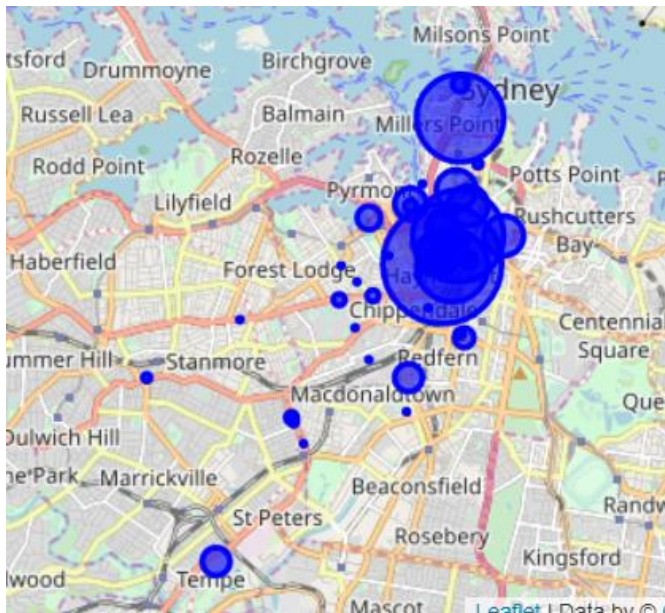 Milsons Point
tsford
Drummoyne
Birchgrove
Sydney
Russell Lea
Balmain
Millers Point
Rozelle
Rodd Point
Potts Point
Pyrmon
Lilyfield
Rushcutters
Bay
Haberfield
Forest Lodge
Chippendale
Centennial
Square
ummer Hill
Stanmore
Redfern
Macdonaldtown
Que
Dulwich Hill
ne Park
Marrickville
Beaconsfield
Randw
St Peters
Rosebery
Kingsford
lwood
Tempe
Mascot
Leaflet | Data by ©